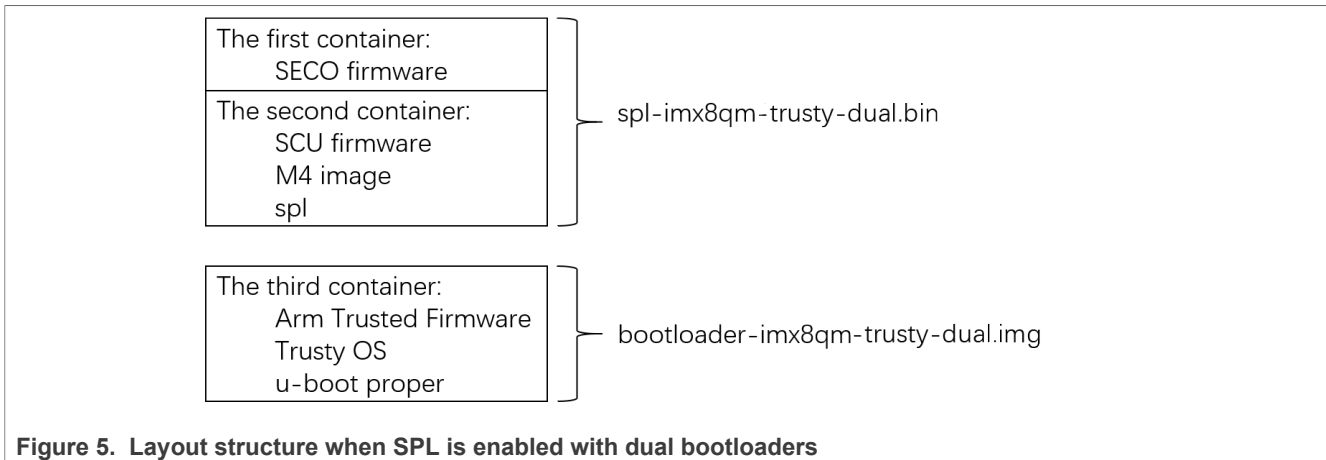 The first container:
SECO firmware
The second container:
SCU firmware
M4 image
spl
spl-imx8qm-trusty-dual.bin
The third container:
Arm Trusted Firmware
Trusty OS
u-boot proper
bootloader-imx8qm-trusty-dual.img
Figure 5. Layout structure when SPL is enabled with dual bootloaders